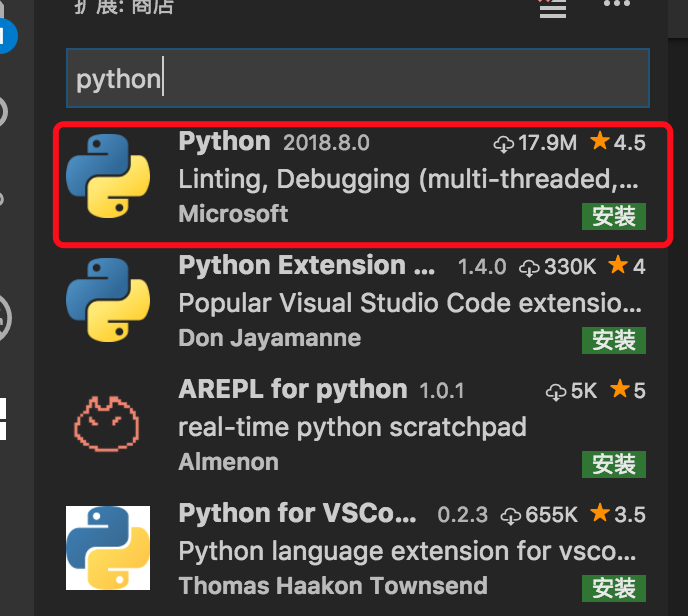 扩展: 商店
python
Python 2018.8.0 17.9M 4.5
Linting, Debugging (multi-threaded,...
Microsoft 安装
Python Extension ... 1.4.0 330K 4
Popular Visual Studio Code extensio...
Don Jayamanne 安装
AREPL for python 1.0.1 5K 5
real-time python scratchpad
Almenon 安装
Python for VSCo... 0.2.3 655K 3.5
Python language extension for vsco...
Thomas Haakon Townsend 安装